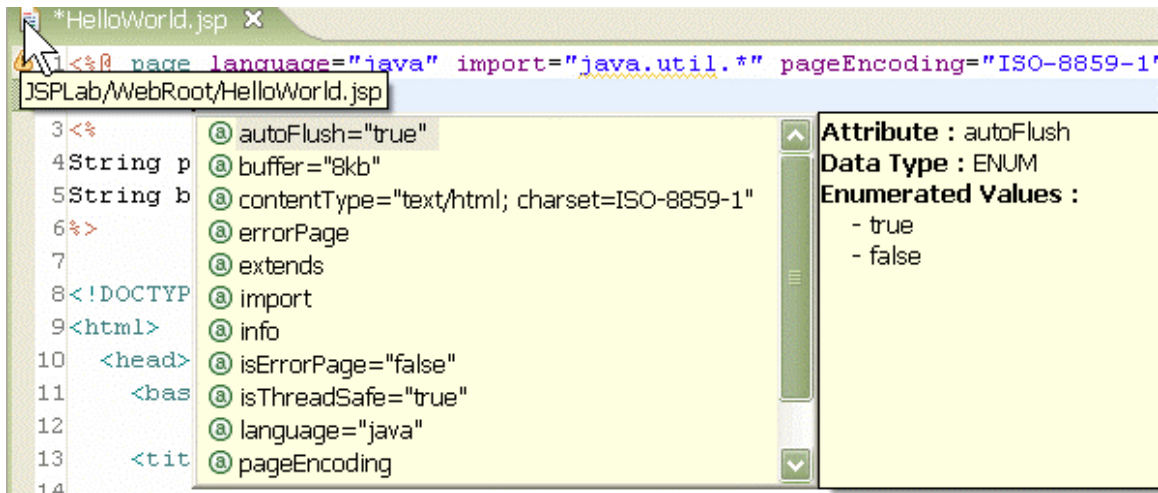 *HelloWorld.jsp
1<%@ page language="java" import="java.util.*" pageEncoding="ISO-8859-1"
JSPLab/WebRoot/HelloWorld.jsp
3<%
4String p
5String b
6%>
7
8<!DOCTYP
9<html>
10 <head>
11 <bas
12
13 <tit
14
@ autoFlush="true"
@ buffer="8kb"
@ contentType="text/html; charset=ISO-8859-1"
@ errorPage
@ extends
@ import
@ info
@ isErrorPage="false"
@ isThreadSafe="true"
@ language="java"
@ pageEncoding
Attribute : autoFlush
Data Type : ENUM
Enumerated Values :
- true
- false